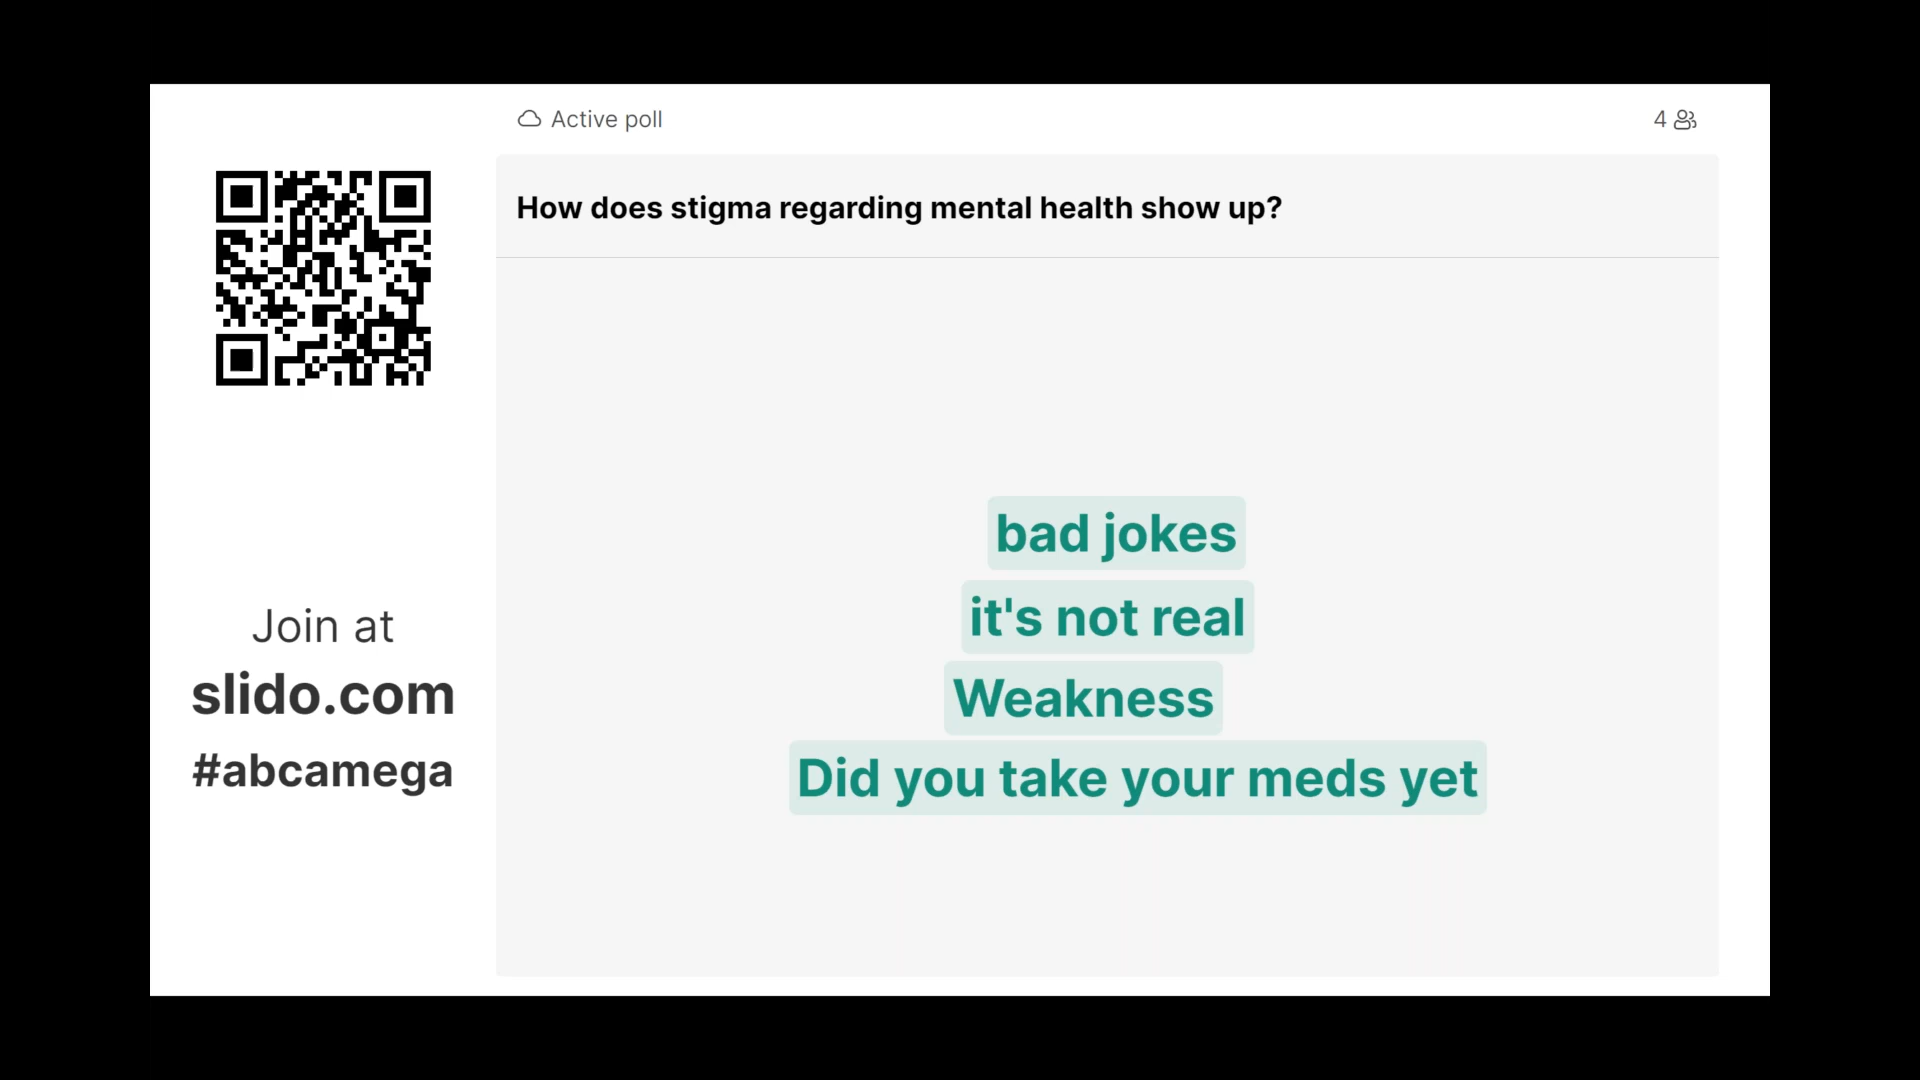 Active poll
4
How does stigma regarding mental health show up?
bad jokes
it's not real
Weakness
Did you take your meds yet
Join at
slido.com
#abcamega